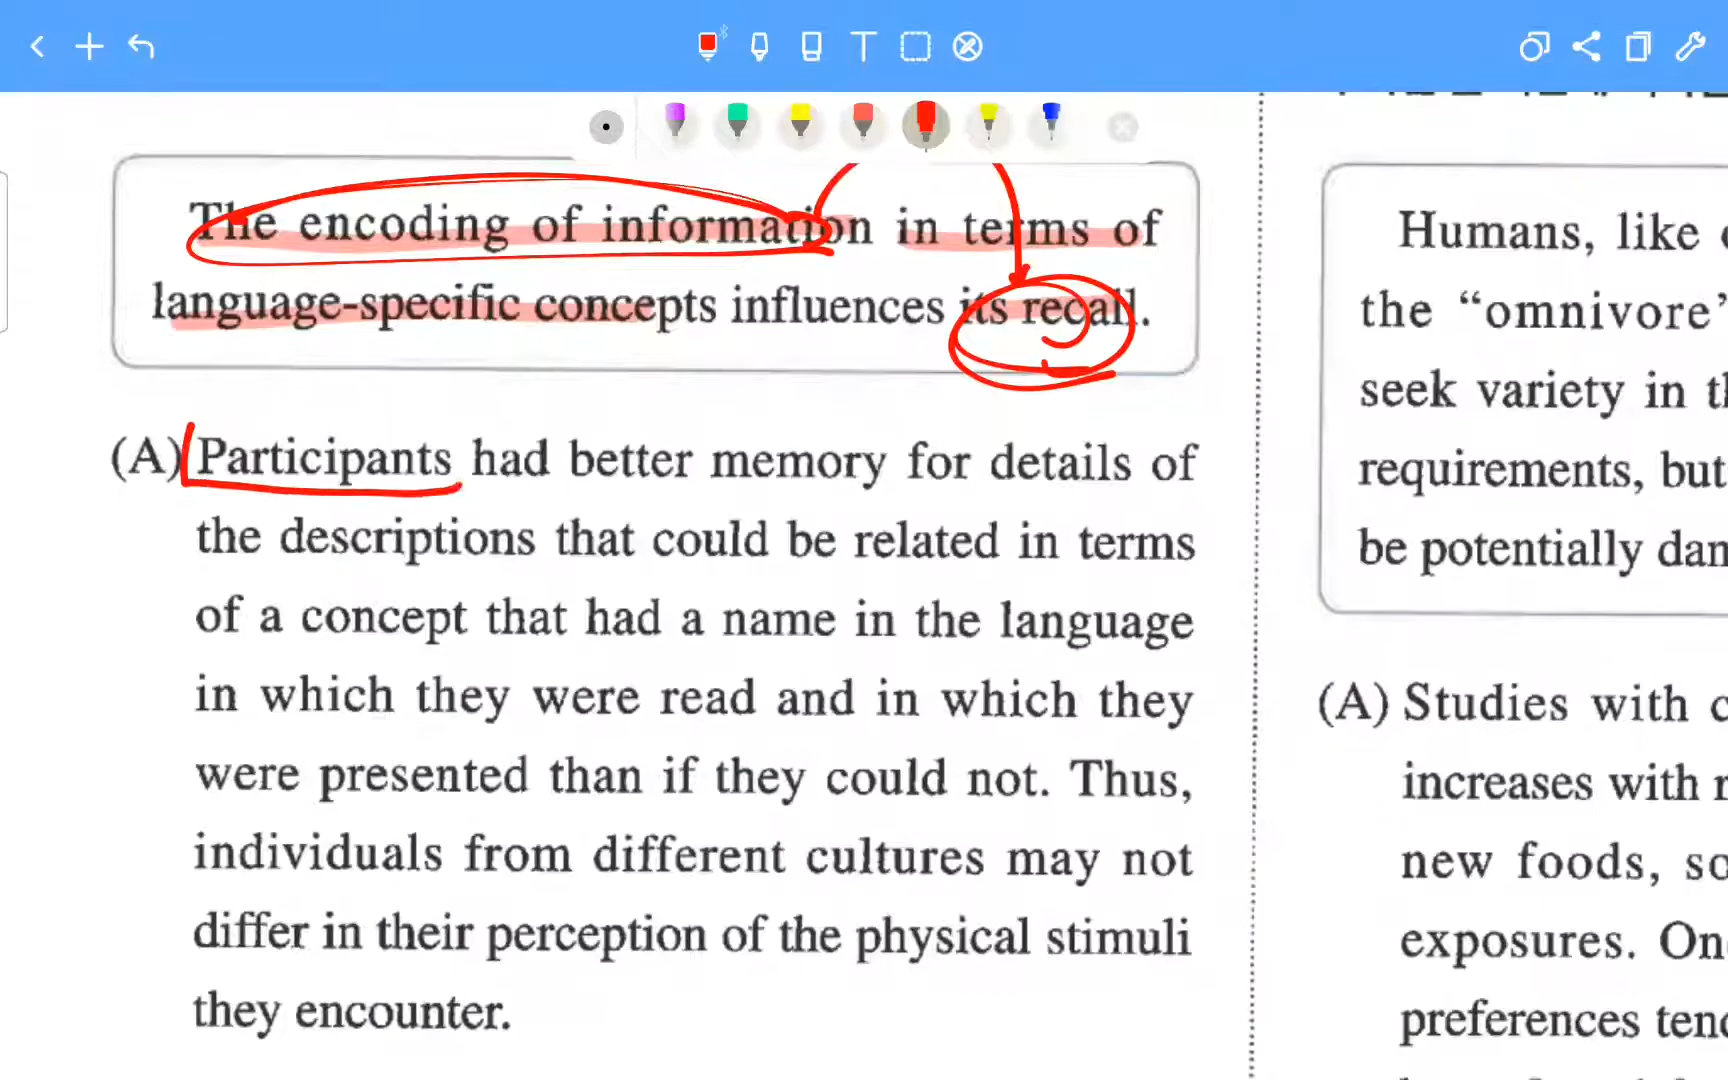 The encoding of information in terms of
language-specific concepts influences its recall.
(A) Participants had better memory for details of
the descriptions that could be related in terms
of a concept that had a name in the language
in which they were read and in which they
were presented than if they could not. Thus,
individuals from different cultures may not
differ in their perception of the physical stimuli
they encounter.
Humans, like
the “omnivore’
seek variety in
requirements, but
be potentially
(A) Studies with
increases with
new foods,
exposures.
preferences